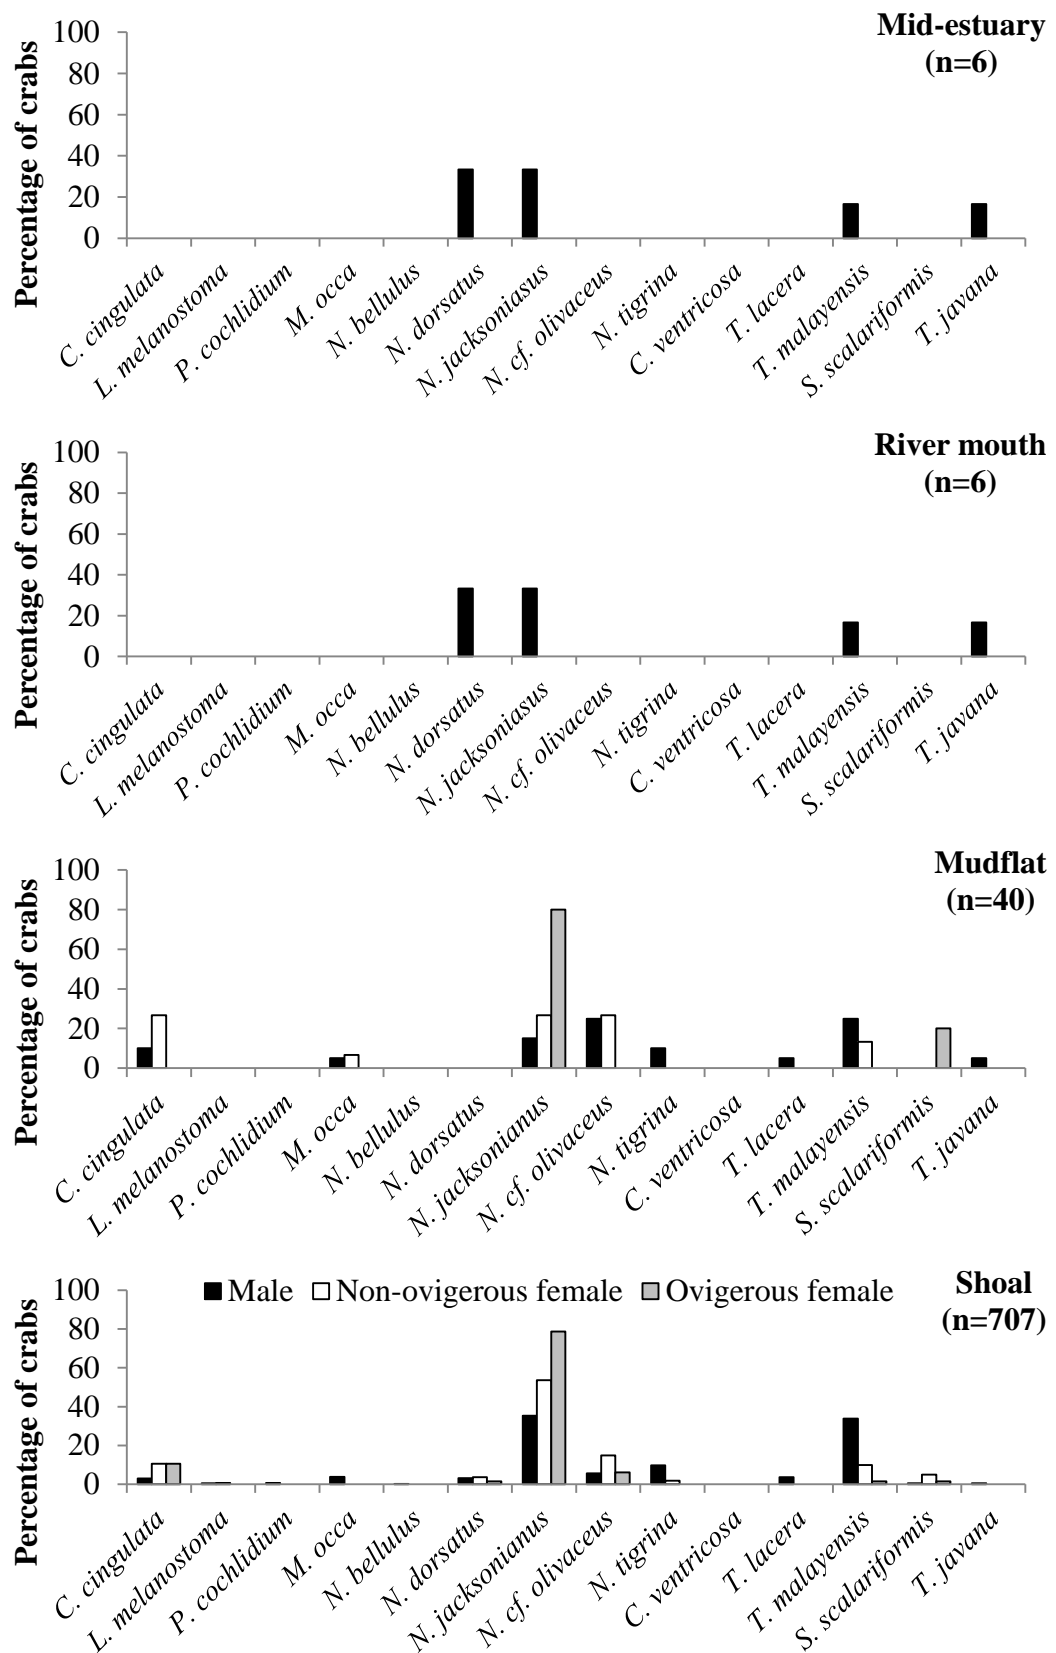 Mid-estuary
(n=6)
Percentage of crabs
100
80
60
40
20
0
C. cingulata
L. melanostoma
P. cochlidium
M. occa
N. bellulus
N. dorsatus
N. jacksoniasus
N. cf. olivaceus
N. tigrina
C. ventricosa
T. lacera
T. malayensis
S. scalariformis
T. javana
River mouth
(n=6)
Percentage of crabs
100
80
60
40
20
0
C. cingulata
L. melanostoma
P. cochlidium
M. occa
N. bellulus
N. dorsatus
N. jacksoniasus
N. cf. olivaceus
N. tigrina
C. ventricosa
T. lacera
T. malayensis
S. scalariformis
T. javana
Mudflat
(n=40)
Percentage of crabs
100
80
60
40
20
0
C. cingulata
L. melanostoma
P. cochlidium
M. occa
N. bellulus
N. dorsatus
N. jacksonianus
N. cf. olivaceus
N. tigrina
C. ventricosa
T. lacera
T. malayensis
S. scalariformis
T. javana
Male Non-ovigerous female Ovigerous female
Shoal
(n=707)
Percentage of crabs
100
80
60
40
20
0
C. cingulata
L. melanostoma
P. cochlidium
M. occa
N. bellulus
N. dorsatus
N. jacksonianus
N. cf. olivaceus
N. tigrina
C. ventricosa
T. lacera
T. malayensis
S. scalariformis
T. javana